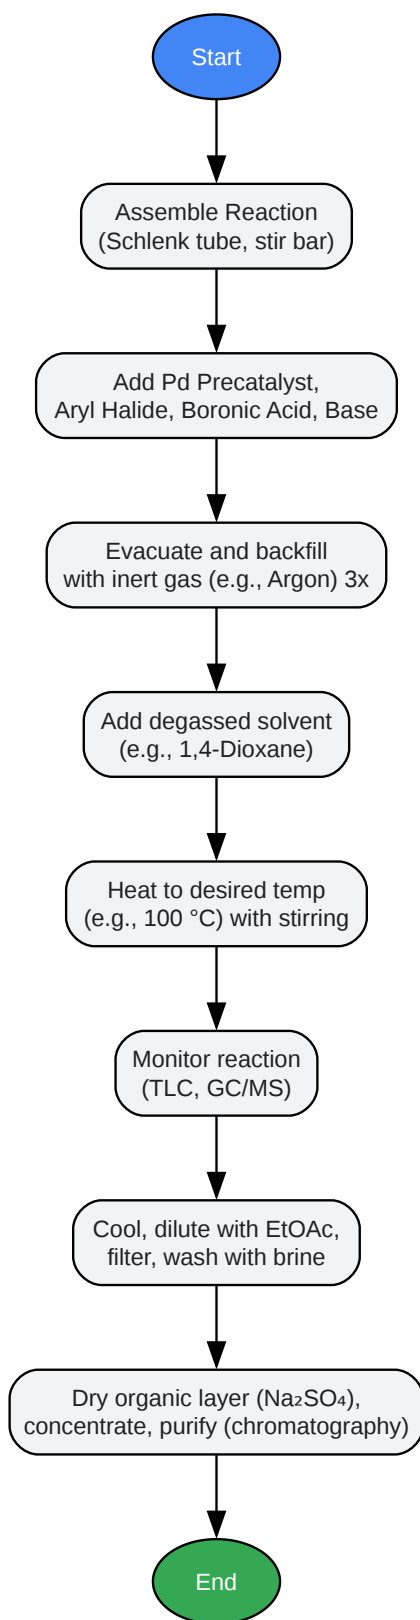 Start
Assemble Reaction
(Schlenk tube, stir bar)
Add Pd Precatalyst,
Aryl Halide, Boronic Acid, Base
Evacuate and backfill
with inert gas (e.g., Argon) 3x
Add degassed solvent
(e.g., 1,4-Dioxane)
Heat to desired temp
(e.g., 100 °C) with stirring
Monitor reaction
(TLC, GC/MS)
Cool, dilute with EtOAc,
filter, wash with brine
Dry organic layer (Na₂SO₄),
concentrate, purify (chromatography)
End